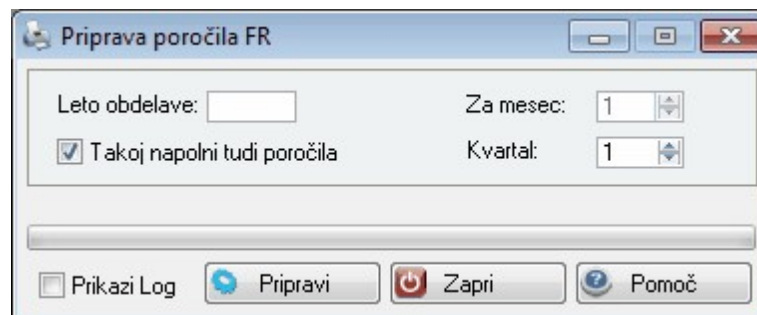 Priprava poročila FR
Leto obdelave: Za mesec: 1
Takoj napolni tudi poročila Kvartal: 1
Prikazi Log Pripravi Zapri Pomoč